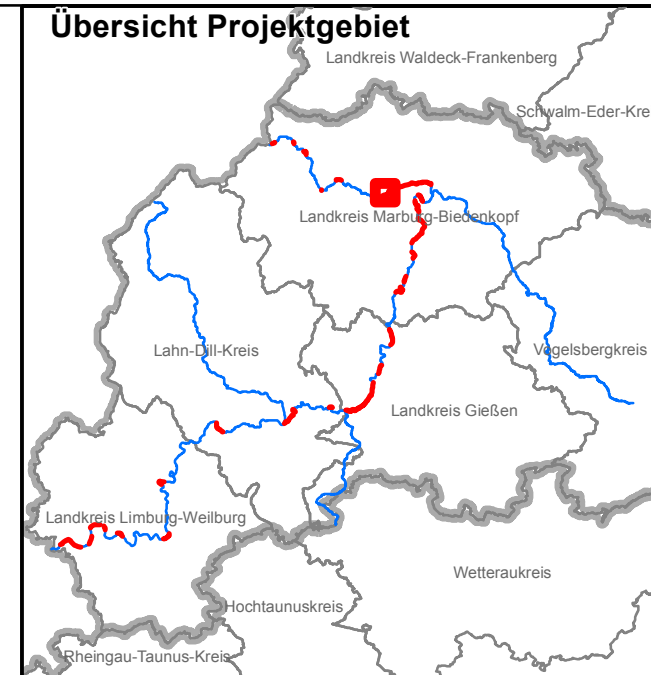 Übersicht Projektgebiet
Landkreis Waldeck-Frankenberg
Schwalm-Eder-Kre
Landkreis Marburg-Biedenkopf
Lahn-Dill-Kreis
Vogelsbergkreis
Landkreis Gießen
Landkreis Limburg-Weilburg
Wetteraukreis
Hochtaunuskreis
Rheingau-Taunus-Kreis